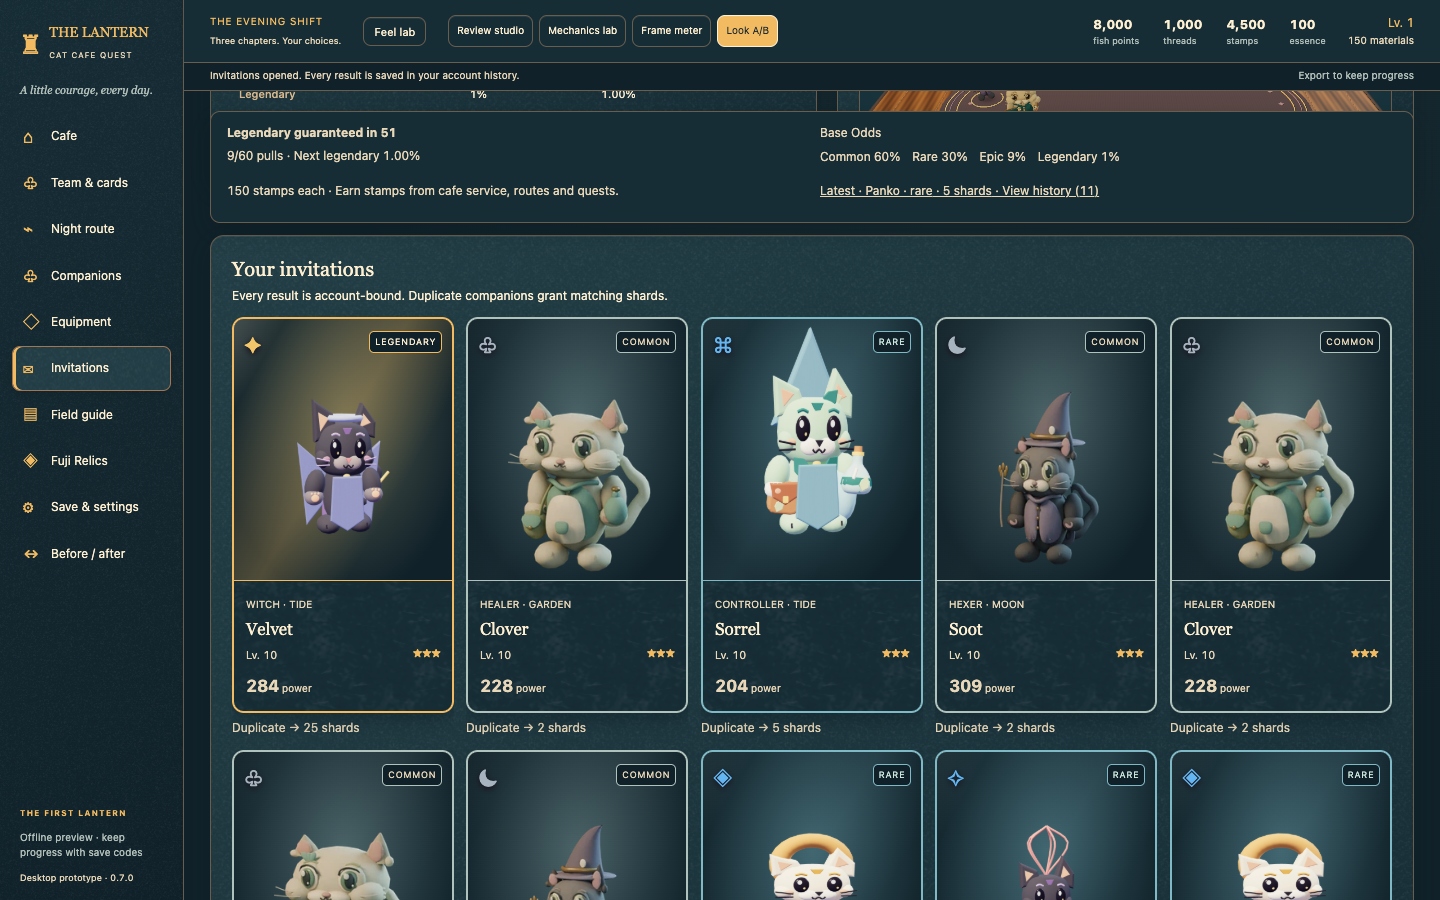 THE LANTERN
CAT CAFE QUEST
A little courage, every day.
Cafe
Team & cards
Night route
Companions
Equipment
Invitations
Field guide
Fuji Relics
Save & settings
Before / after
THE FIRST LANTERN
Offline preview · keep
progress with save codes
Desktop prototype · 0.7.0
THE EVENING SHIFT
Three chapters. Your choices.
Feel lab
Review studio
Mechanics lab
Frame meter
Look A/B
8,000
fish points
1,000
threads
4,500
stamps
100
essence
Lv. 1
150 materials
Invitations opened. Every result is saved in your account history.
Export to keep progress
Legendary 1% 1.00%
Legendary guaranteed in 51
9/60 pulls · Next legendary 1.00%
150 stamps each · Earn stamps from cafe service, routes and quests.
Base Odds
Common 60% Rare 30% Epic 9% Legendary 1%
Latest · Panko · rare · 5 shards · View history (11)
Your invitations
Every result is account-bound. Duplicate companions grant matching shards.
LEGENDARY
WITCH · TIDE
Velvet
Lv. 10
284 power
Duplicate → 25 shards
COMMON
HEALER · GARDEN
Clover
Lv. 10
228 power
Duplicate → 2 shards
RARE
CONTROLLER · TIDE
Sorrel
Lv. 10
204 power
Duplicate → 5 shards
COMMON
HEXER · MOON
Soot
Lv. 10
309 power
Duplicate → 2 shards
COMMON
HEALER · GARDEN
Clover
Lv. 10
228 power
Duplicate → 2 shards
COMMON
COMMON
RARE
RARE
RARE